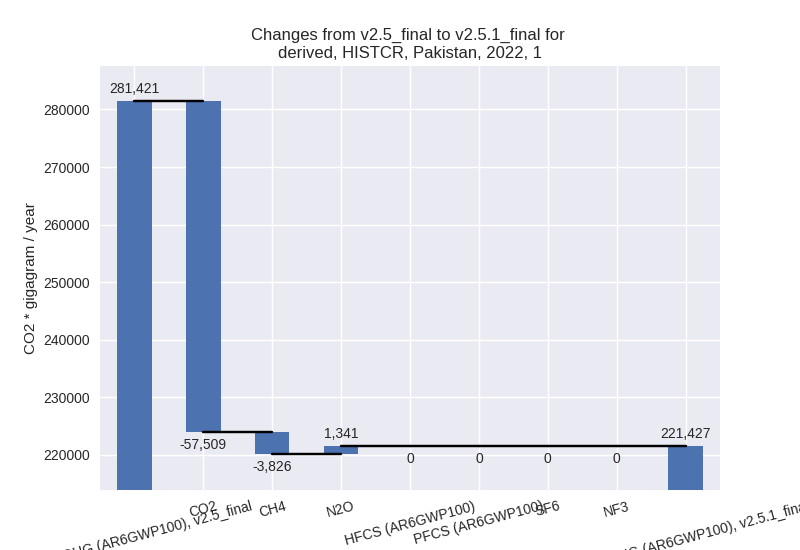 Changes from v2.5_final to v2.5.1_final for
derived, HISTCR, Pakistan, 2022, 1
CO2 * gigagram / year
280000
270000
260000
250000
240000
230000
220000
281,421
-57,509
-3,826
1,341
0
0
0
0
221,427
(AR6GWP100), v2.5_final
CO2
CH4
N2O
HFCS (AR6GWP100)
PFCS (AR6GWP100)
SF6
NF3
(AR6GWP100), v2.5.1_final